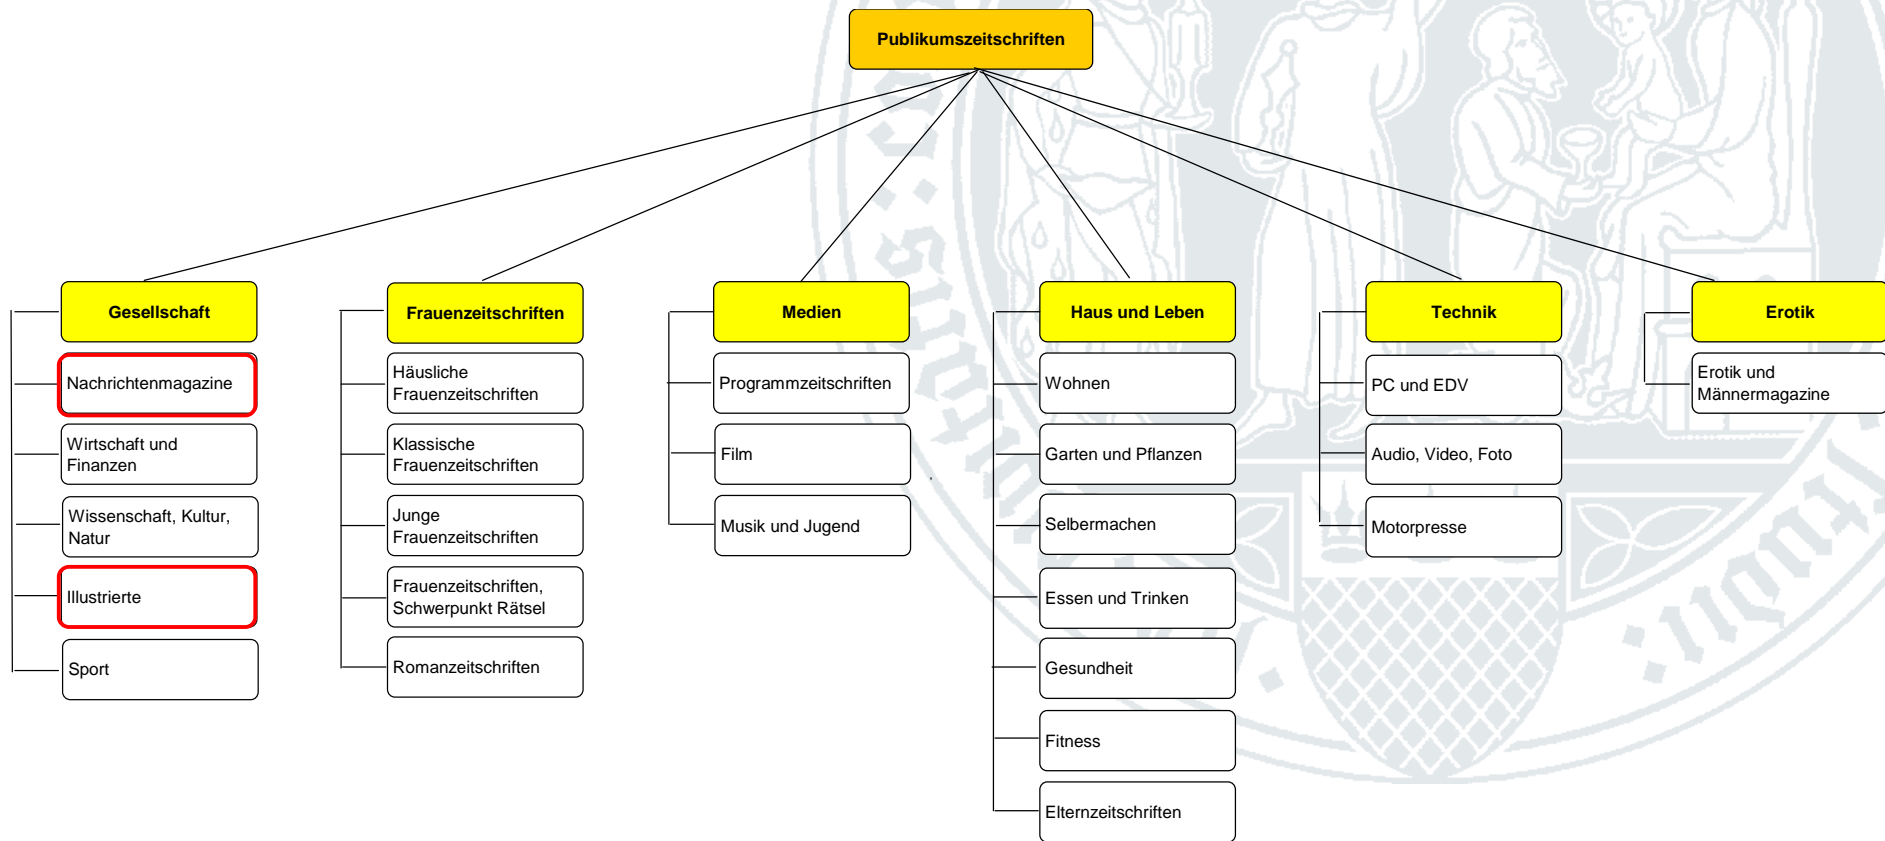 Publikumszeitschriften
Gesellschaft
Nachrichtenmagazine
Wirtschaft und
Finanzen
Wissenschaft, Kultur,
Natur
Illustrierte
Sport
Frauenzeitschriften
Häusliche
Frauenzeitschriften
Klassische
Frauenzeitschriften
Junge
Frauenzeitschriften
Frauenzeitschriften,
Schwerpunkt Rätsel
Romanzeitschriften
Medien
Programmzeitschriften
Film
Musik und Jugend
Haus und Leben
Wohnen
Garten und Pflanzen
Selbermachen
Essen und Trinken
Gesundheit
Fitness
Elternzeitschriften
Technik
PC und EDV
Audio, Video, Foto
Motorpresse
Erotik
Erotik und
Männermagazine